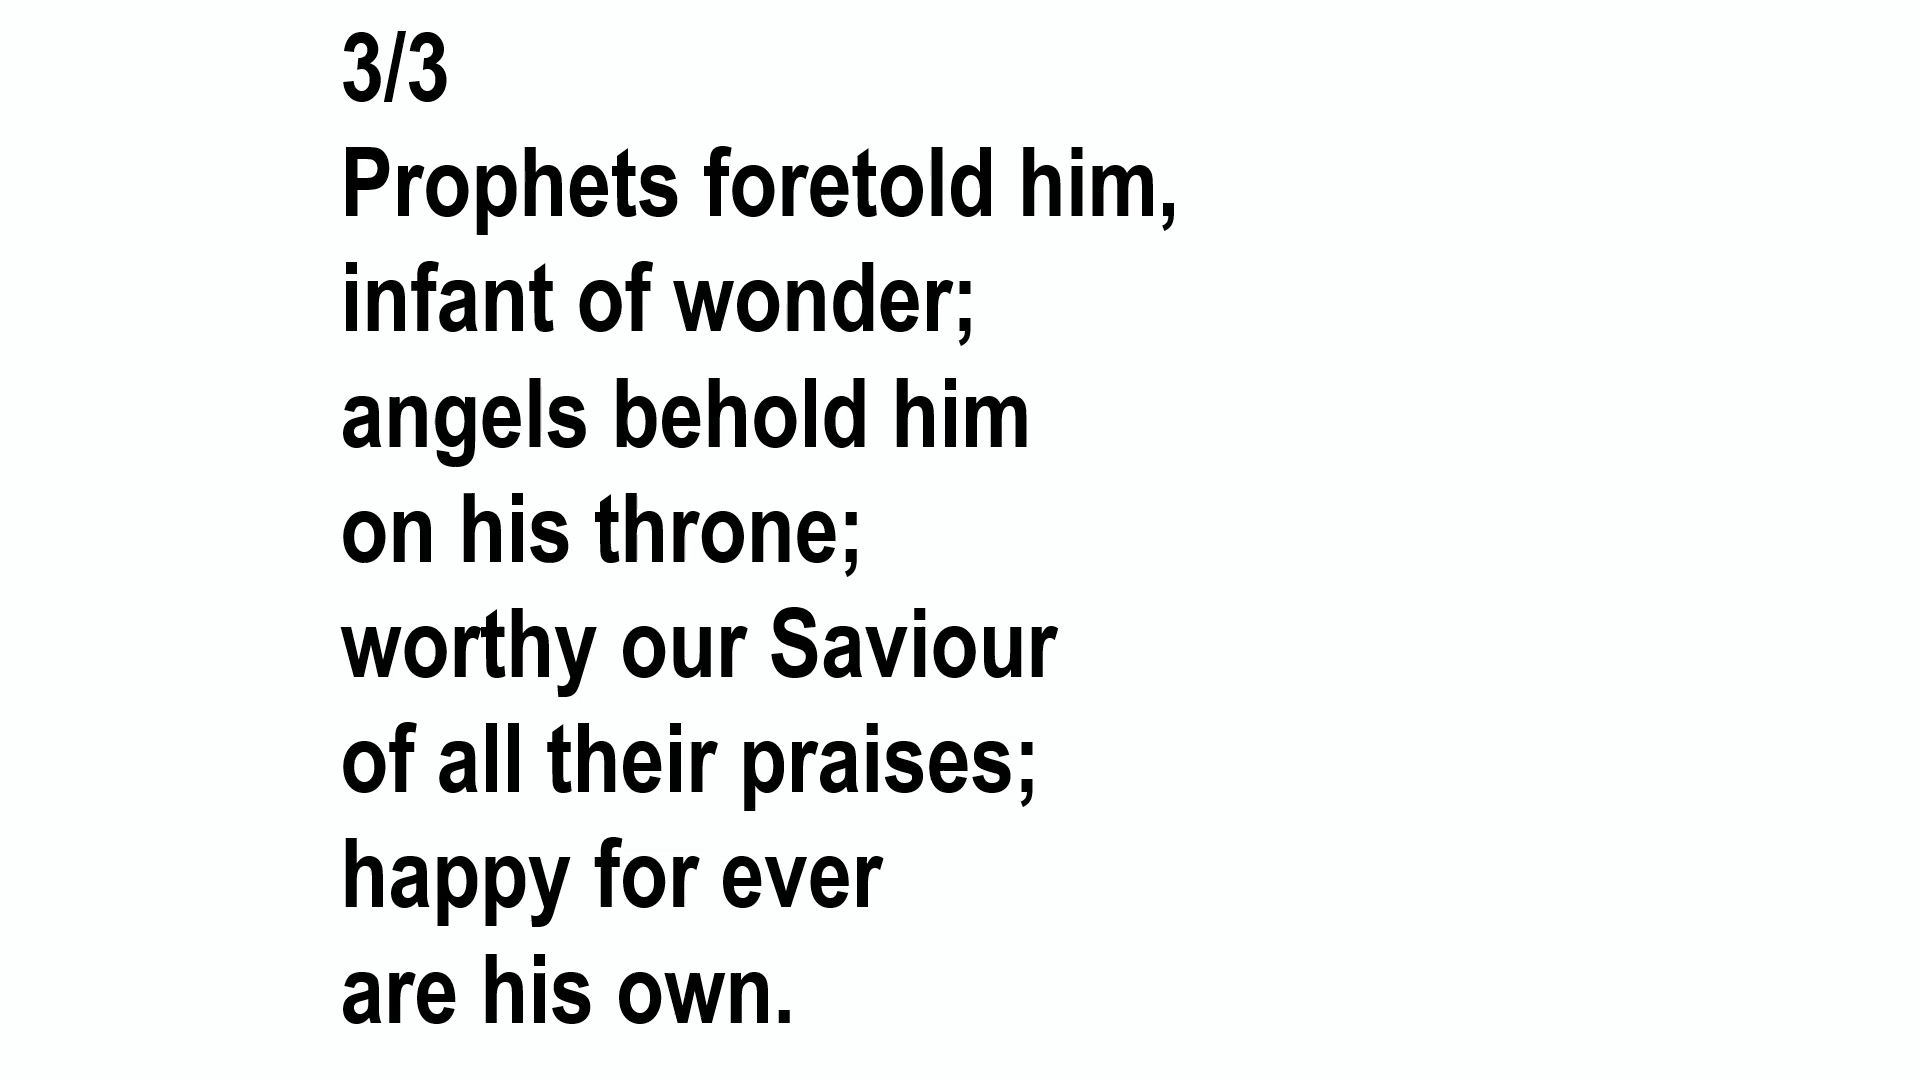 3/3
Prophets foretold him,
infant of wonder;
angels behold him
on his throne;
worthy our Saviour
of all their praises;
happy for ever
are his own.